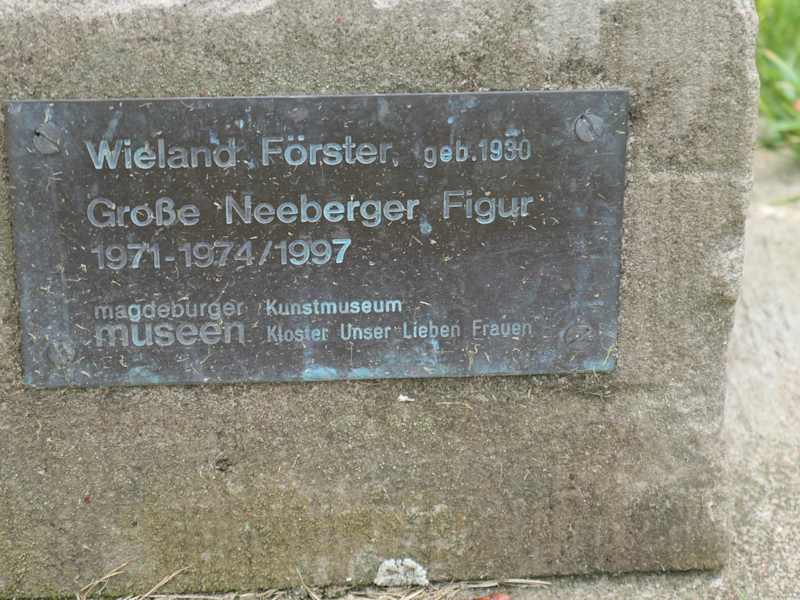 Wieland Förster, geb.1930
Große Neeberger Figur
1971-1974/1997
magdeburger Kunstmuseum
museen Kloster Unser Lieben Frauen